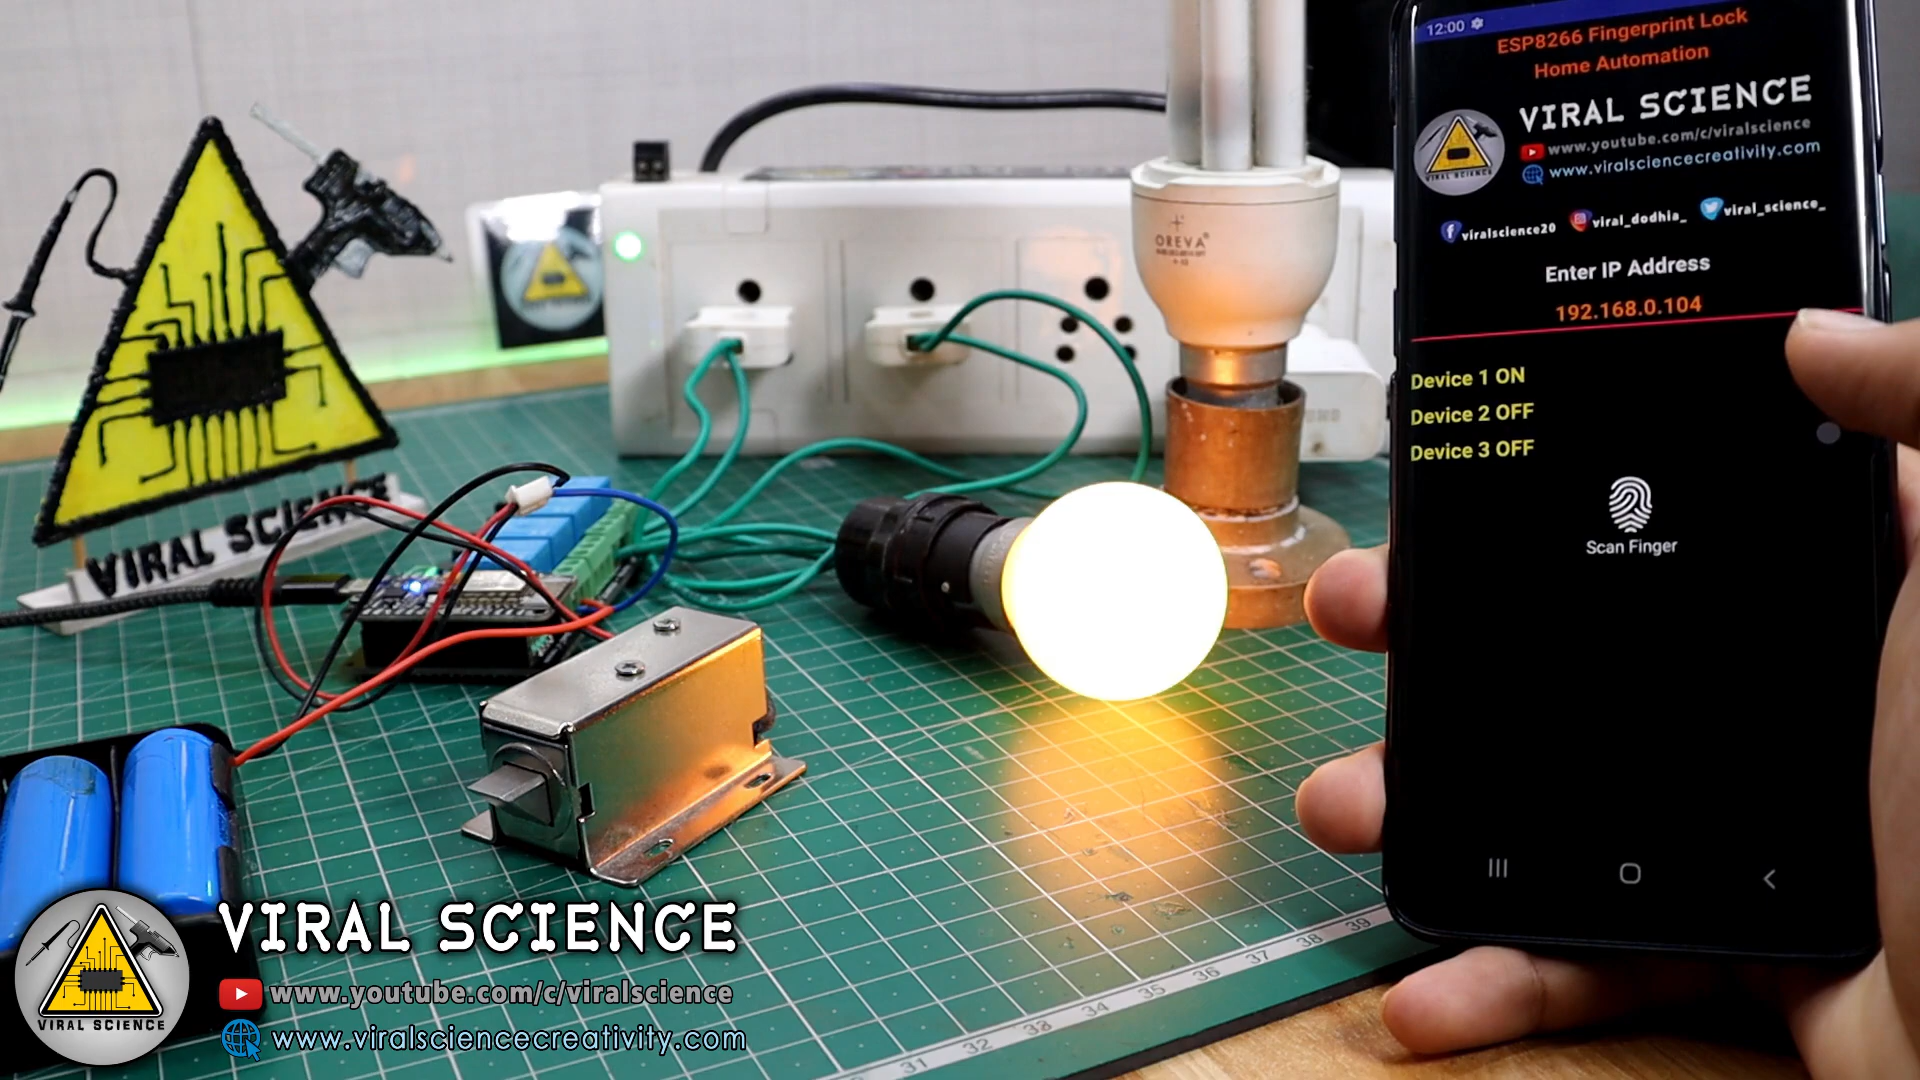 VIRAL SCIENCE
OREVA
12:00
ESP8266 Fingerprint Lock
Home Automation
VIRAL SCIENCE
www.youtube.com/c/viralscience
www.viralsciencecreativity.com
VIRAL SCIENCE
viralscience20 viral_dodhia_ viral_science_
Enter IP Address
192.168.0.104
Device 1 ON
Device 2 OFF
Device 3 OFF
Scan Finger
31 32 33 34 35 36 37 38 39
VIRAL SCIENCE
VIRAL SCIENCE
www.youtube.com/c/viralscience
www.viralsciencecreativity.com